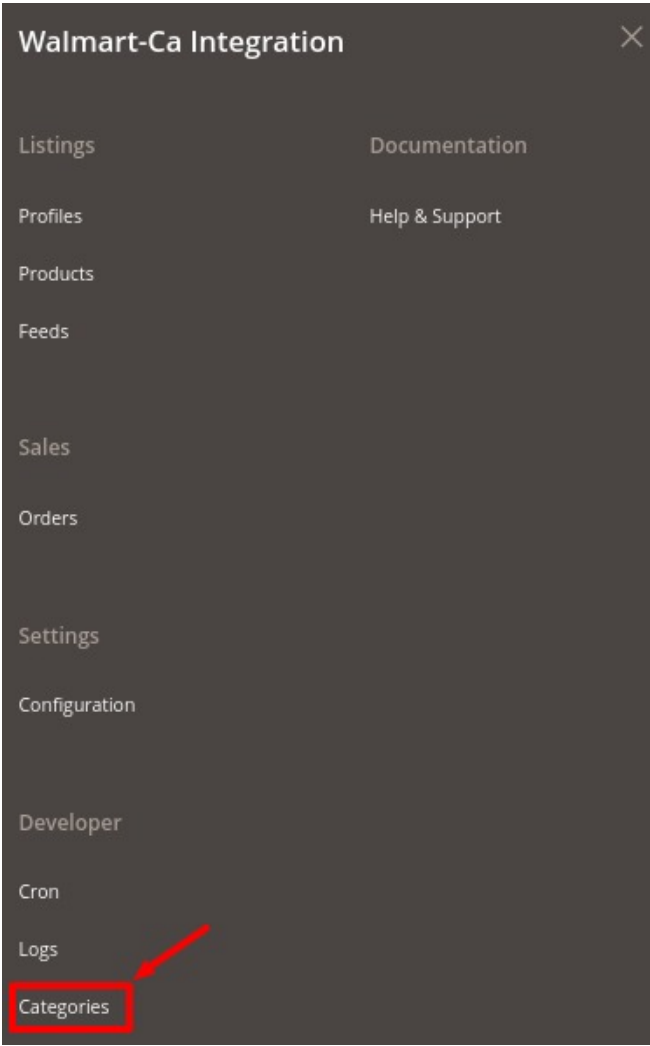 Walmart-Ca Integration
Listings
Profiles
Products
Feeds
Sales
Orders
Settings
Configuration
Developer
Cron
Logs
Categories
Documentation
Help & Support